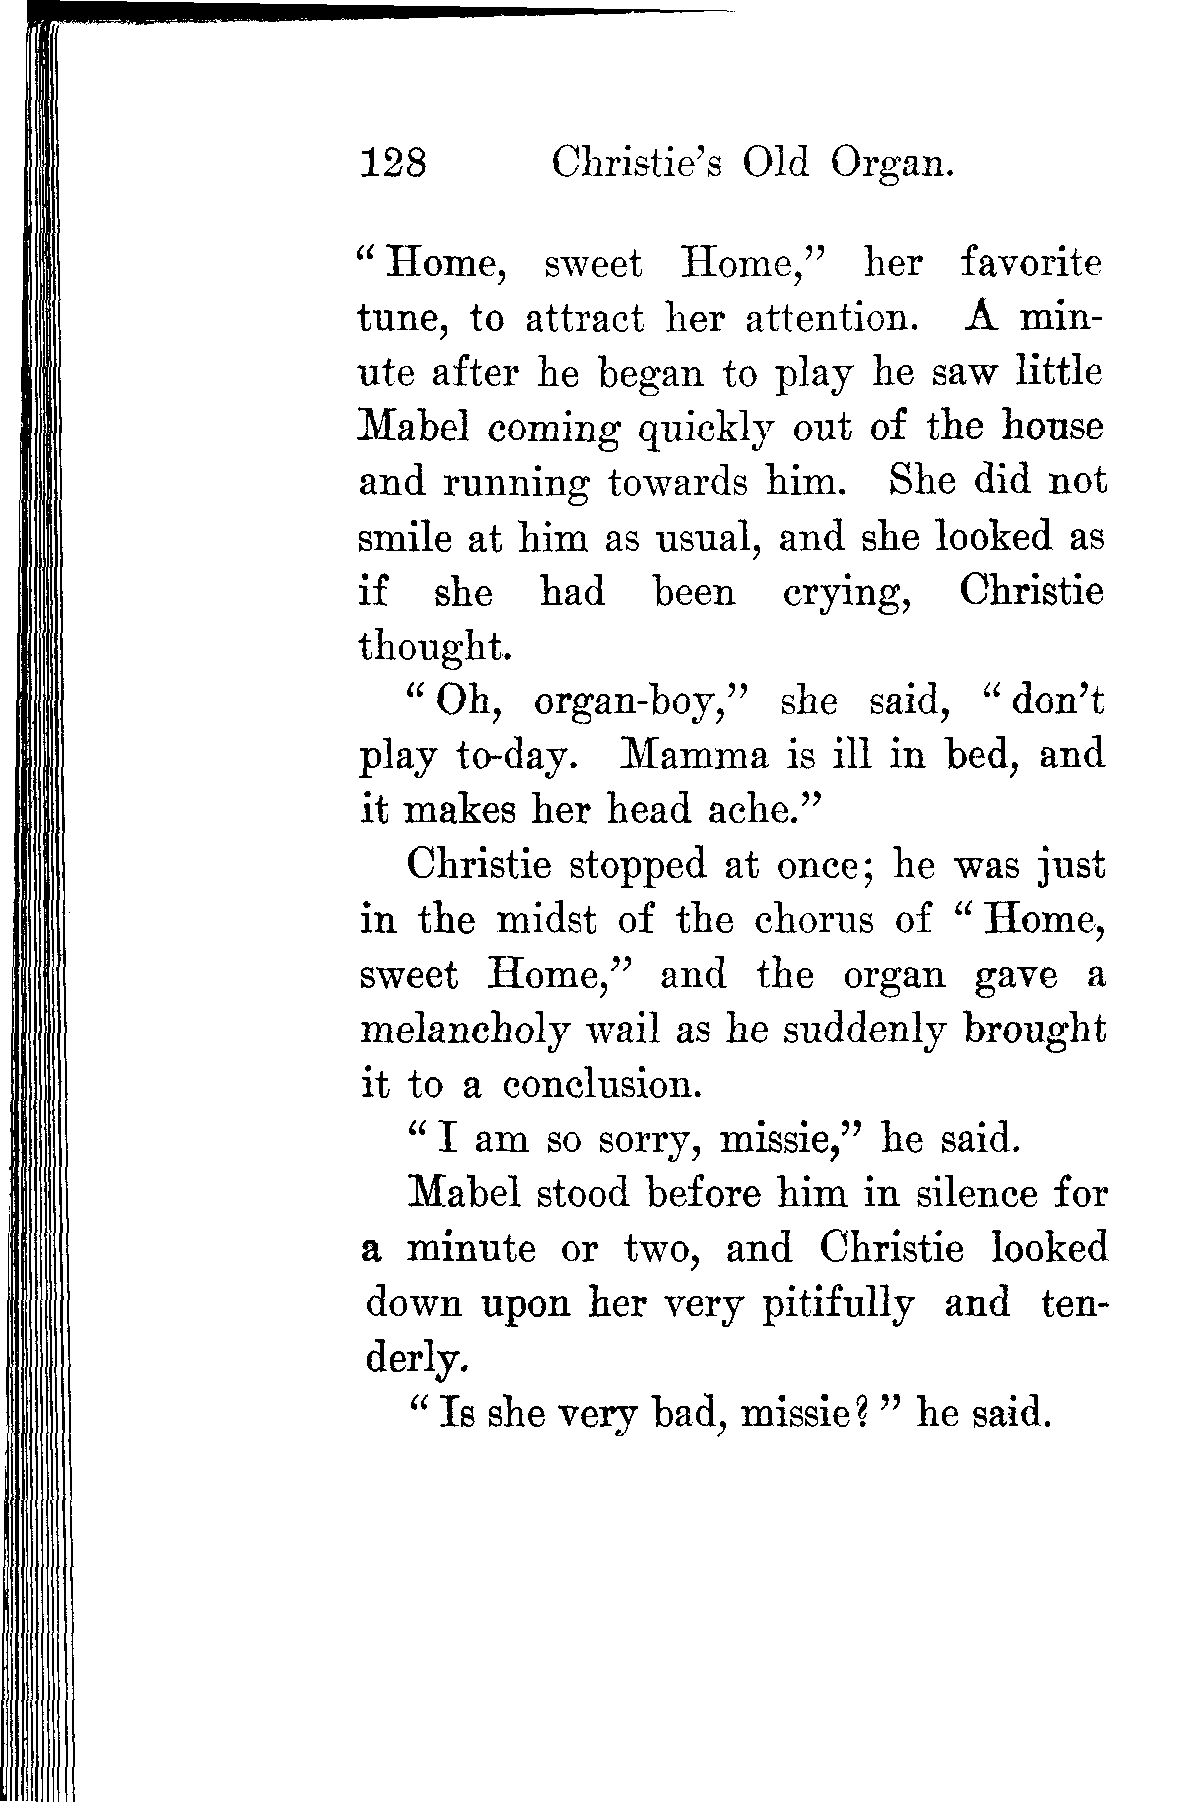 128 Christie's Old Organ.
“Home, sweet Home,” her favorite
tune, to attract her attention. A min-
ute after he began to play he saw little
Mabel coming quickly out of the house
and running towards him. She did not
smile at him as usual, and she looked as
if she had been crying, Christie
thought.
“Oh, organ-boy,” she said, “don't
play to-day. Mamma is ill in bed, and
it makes her head ache.”
Christie stopped at once; he was just
in the midst of the chorus of “Home,
sweet Home,” and the organ gave a
melancholy wail as he suddenly brought
it to a conclusion.
“I am so sorry, missie,” he said.
Mabel stood before him in silence for
a minute or two, and Christie looked
down upon her very pitifully and ten-
derly.
“Is she very bad, missie?” he said.